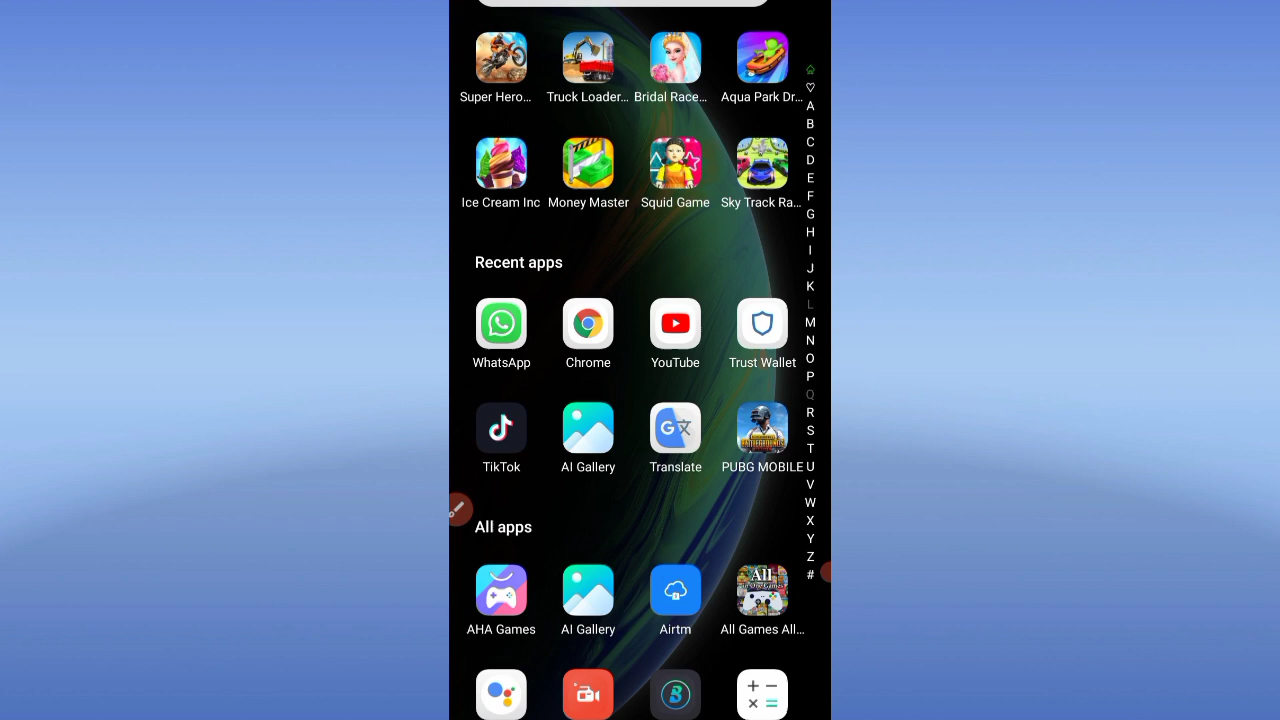 Super Hero...
Truck Loader...
Bridal Race...
Aqua Park Dr...
Ice Cream Inc
Money Master
Squid Game
Sky Track Ra...
Recent apps
WhatsApp
Chrome
YouTube
Trust Wallet
TikTok
AI Gallery
Translate
PUBG MOBILE
All apps
AHA Games
AI Gallery
Airtm
All Games All...
♡
A
B
C
D
E
F
G
H
I
J
K
L
M
N
O
P
Q
R
S
T
U
V
W
X
Y
Z
#